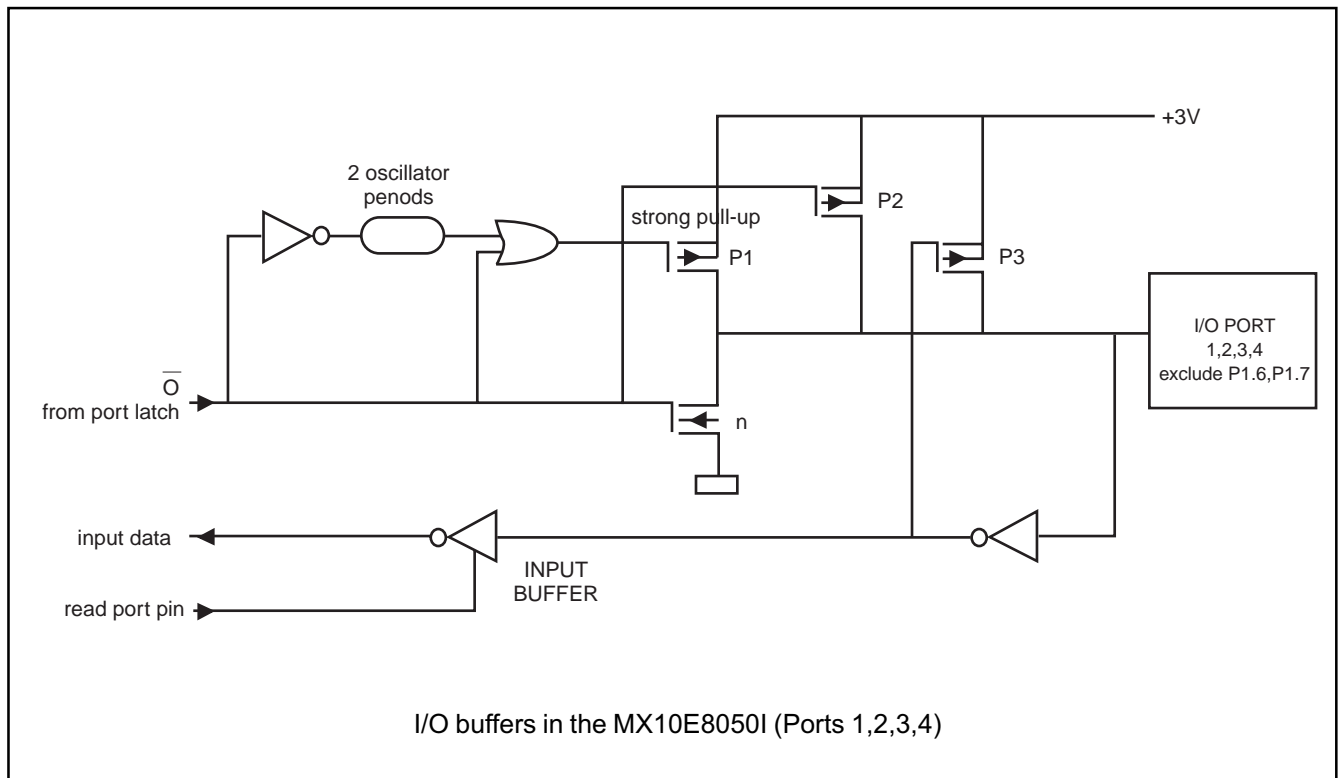 +3V
2 oscillator
penods
P2
strong pull-up
P1
P3
I/O PORT
1,2,3,4
exclude P1.6,P1.7
O̅
from port latch
n
input data
INPUT
BUFFER
read port pin
I/O buffers in the MX10E8050I (Ports 1,2,3,4)